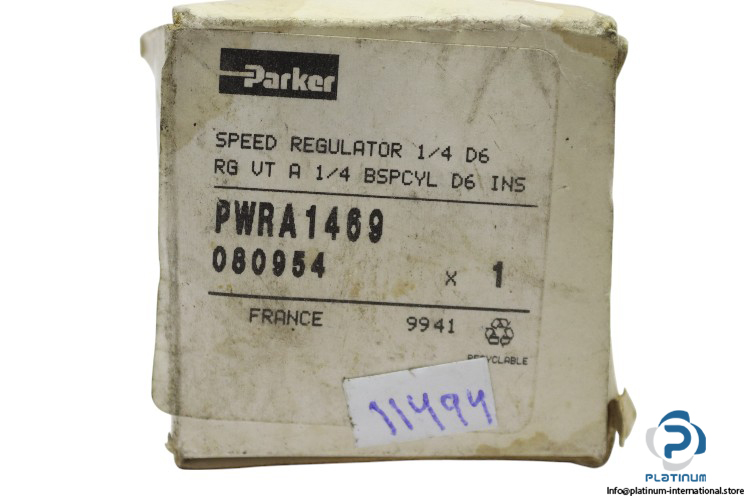 Parker
SPEED REGULATOR 1/4 D6
RG VT A 1/4 BSPCYL D6 INS
PWRA1469
080954 x 1
FRANCE 9941
RECYCLABLE
11494
PLATINUM
Info@platinum-international.store